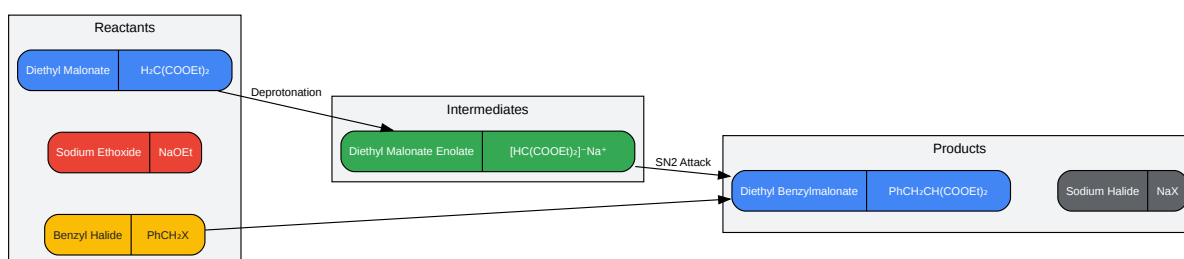 Reactants
Diethyl Malonate H₂C(COOEt)₂
Deprotonation
Sodium Ethoxide NaOEt
Benzyl Halide PhCH₂X
Intermediates
Diethyl Malonate Enolate [HC(COOEt)₂]⁻Na⁺
SN2 Attack
Products
Diethyl Benzylmalonate PhCH₂CH(COOEt)₂
Sodium Halide NaX